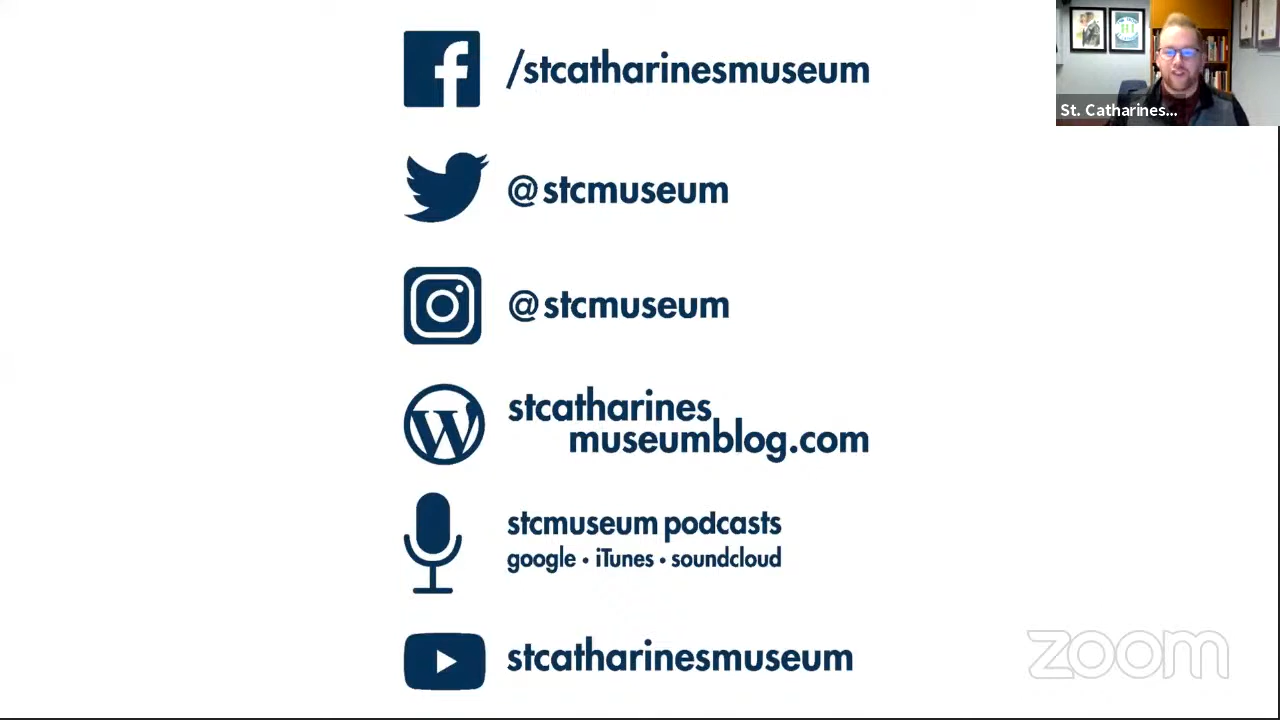 /stcatharinesmuseum
St. Catharines...
@stcmuseum
@stcmuseum
stcatharines
museumblog.com
stcmuseum podcasts
google • iTunes • soundcloud
stcatharinesmuseum
zoom